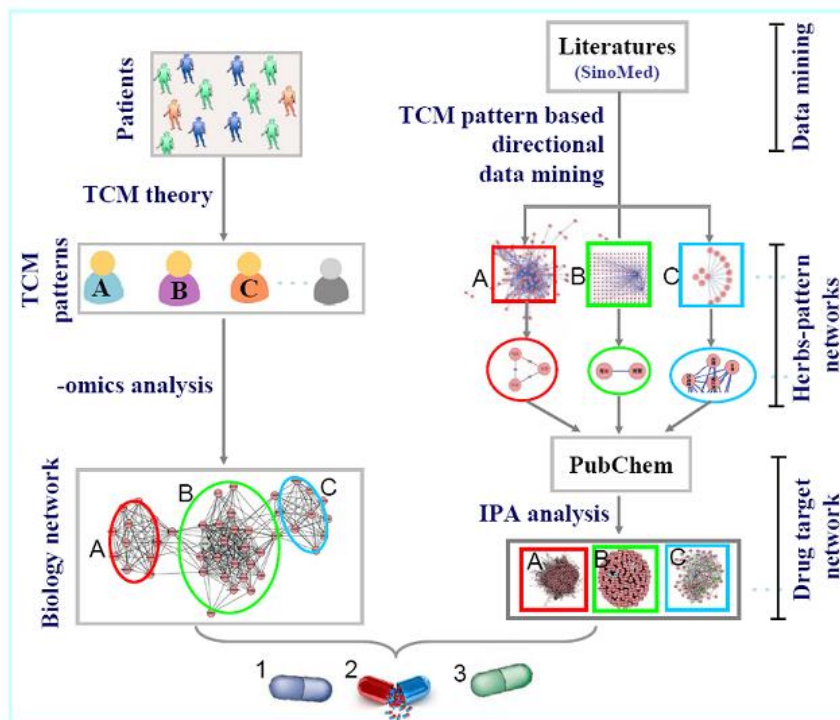 Patients
TCM theory
TCM
patterns
A
B
C
-omics analysis
Biology network
A
B
C
Literatures
(SinoMed)
Data mining
TCM pattern based
directional
data mining
A
B
C
Herbs-pattern
networks
PubChem
IPA analysis
A
B
C
Drug target
network
1
2
3